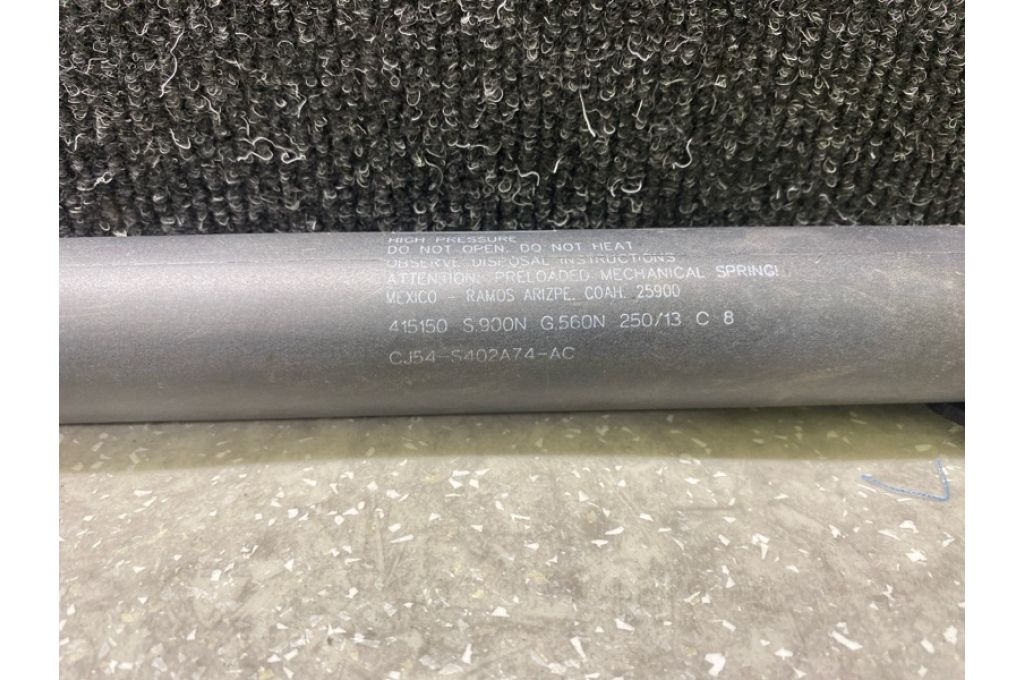 HIGH PRESSURE
DO NOT OPEN, DO NOT HEAT
OBSERVE DISPOSAL INSTRUCTIONS
ATTENTION: PRELOADED MECHANICAL SPRING!
MEXICO - RAMOS ARIZPE, COAH. 25900
415150 S.900N G.560N 250/13 C 8
CJ54-S402A74-AC